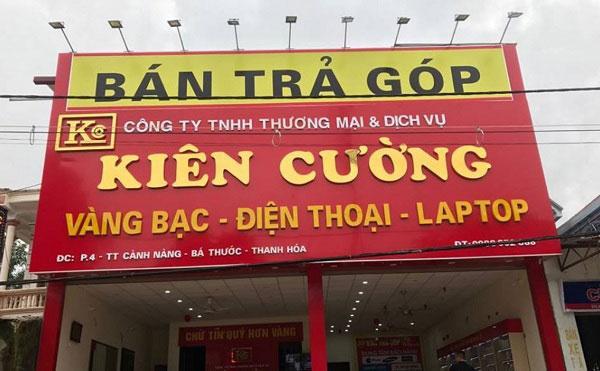 BÁN TRẢ GÓP
KC
CÔNG TY TNHH THƯƠNG MẠI & DỊCH VỤ
KIÊN CƯỜNG
VÀNG BẠC - ĐIỆN THOẠI - LAPTOP
ĐC: P.4 - TT CÀNH NÀNG - BÁ THƯỚC - THANH HÓA
ĐT:
CHỮ TÍN QUÝ HƠN VÀNG